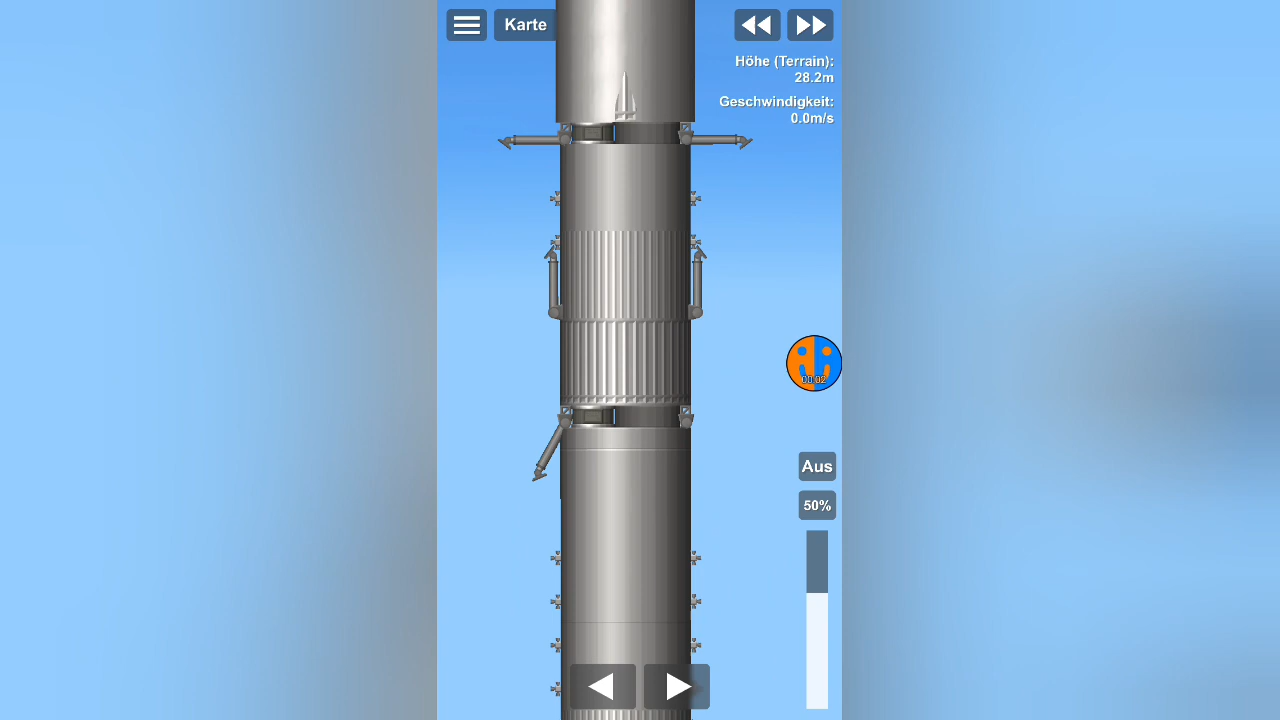 Karte
Höhe (Terrain):
28.2m
Geschwindigkeit:
0.0m/s
00:02
Aus
50%